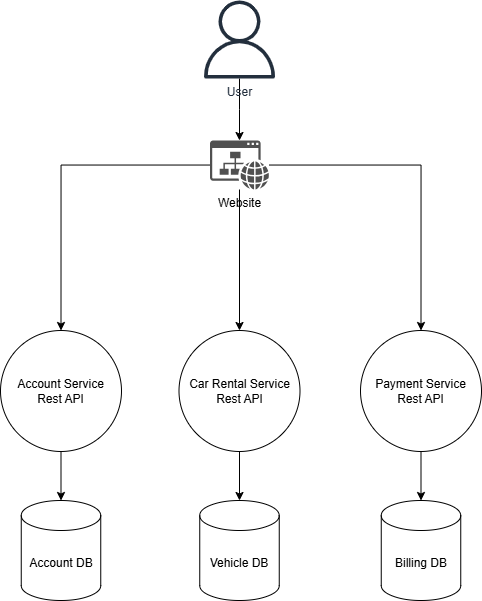 User
Website
Account Service
Rest API
Car Rental Service
Rest API
Payment Service
Rest API
Account DB
Vehicle DB
Billing DB